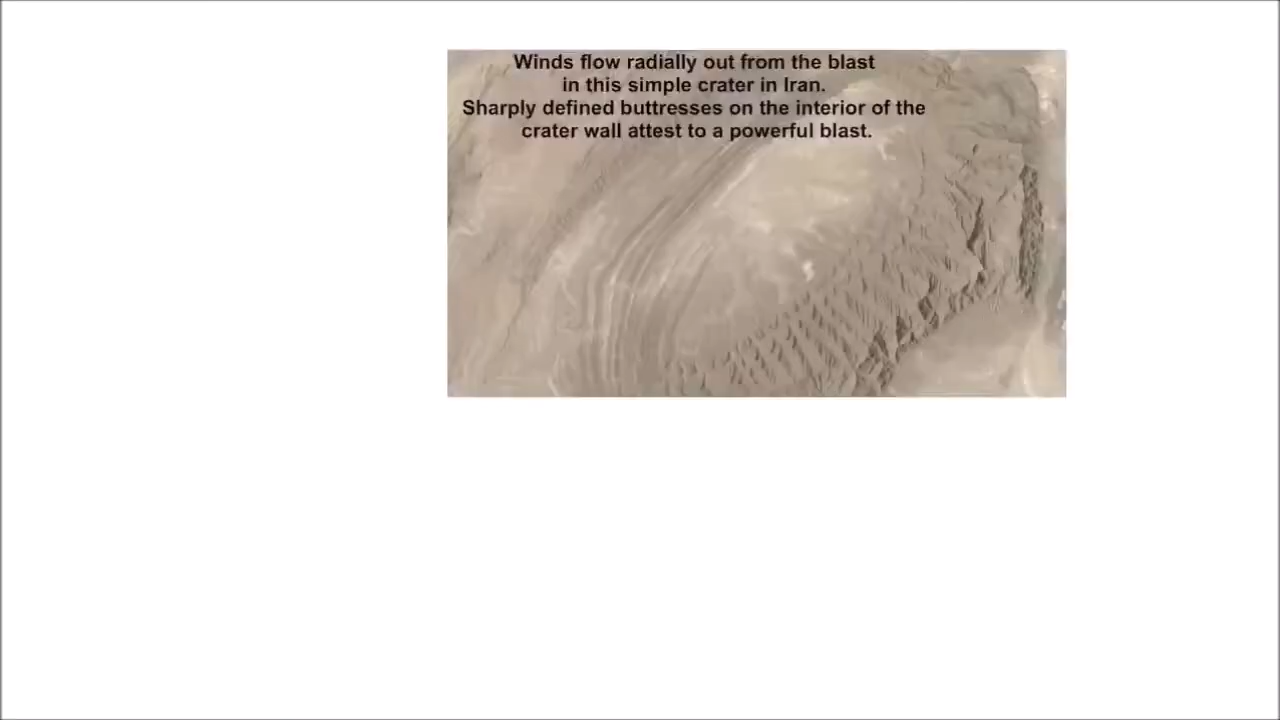 Winds flow radially out from the blast
in this simple crater in Iran.
Sharply defined buttresses on the interior of the
crater wall attest to a powerful blast.